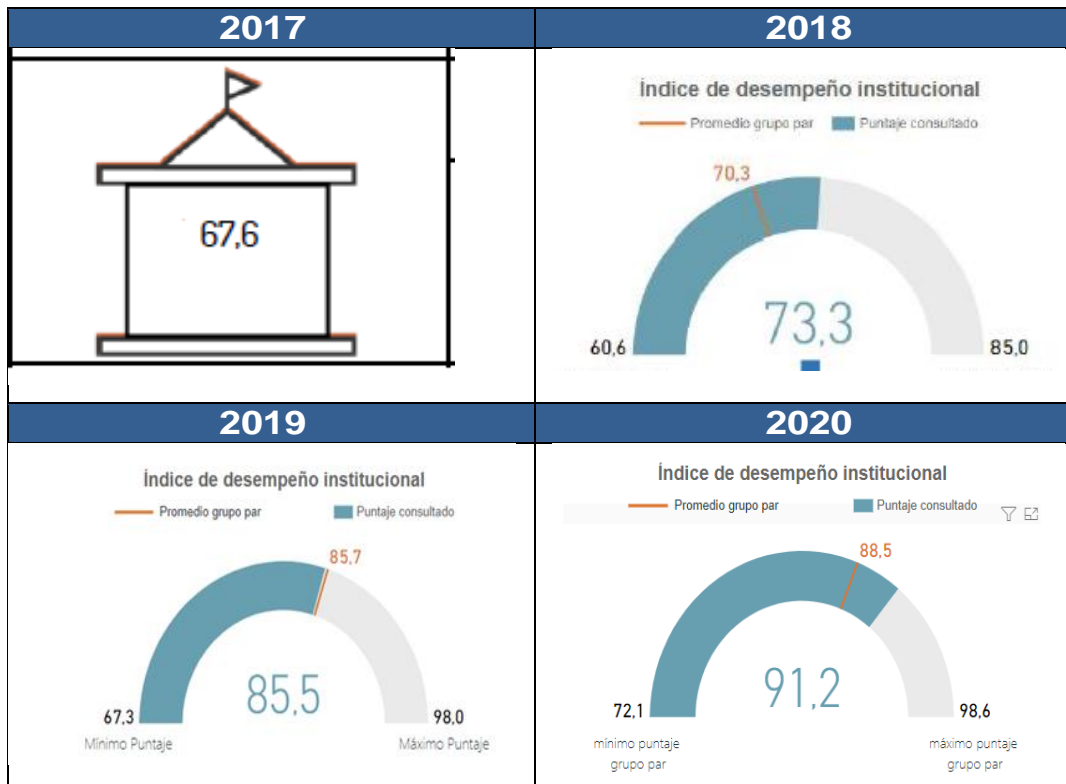 2017
67,6
2018
Índice de desempeño institucional
Promedio grupo par Puntaje consultado
70,3
73,3
60,6 85,0
2019
Índice de desempeño institucional
Promedio grupo par Puntaje consultado
85,7
85,5
67,3 98,0
Mínimo Puntaje Máximo Puntaje
2020
Índice de desempeño institucional
Promedio grupo par Puntaje consultado
88,5
91,2
72,1 98,6
mínimo puntaje máximo puntaje
grupo par grupo par